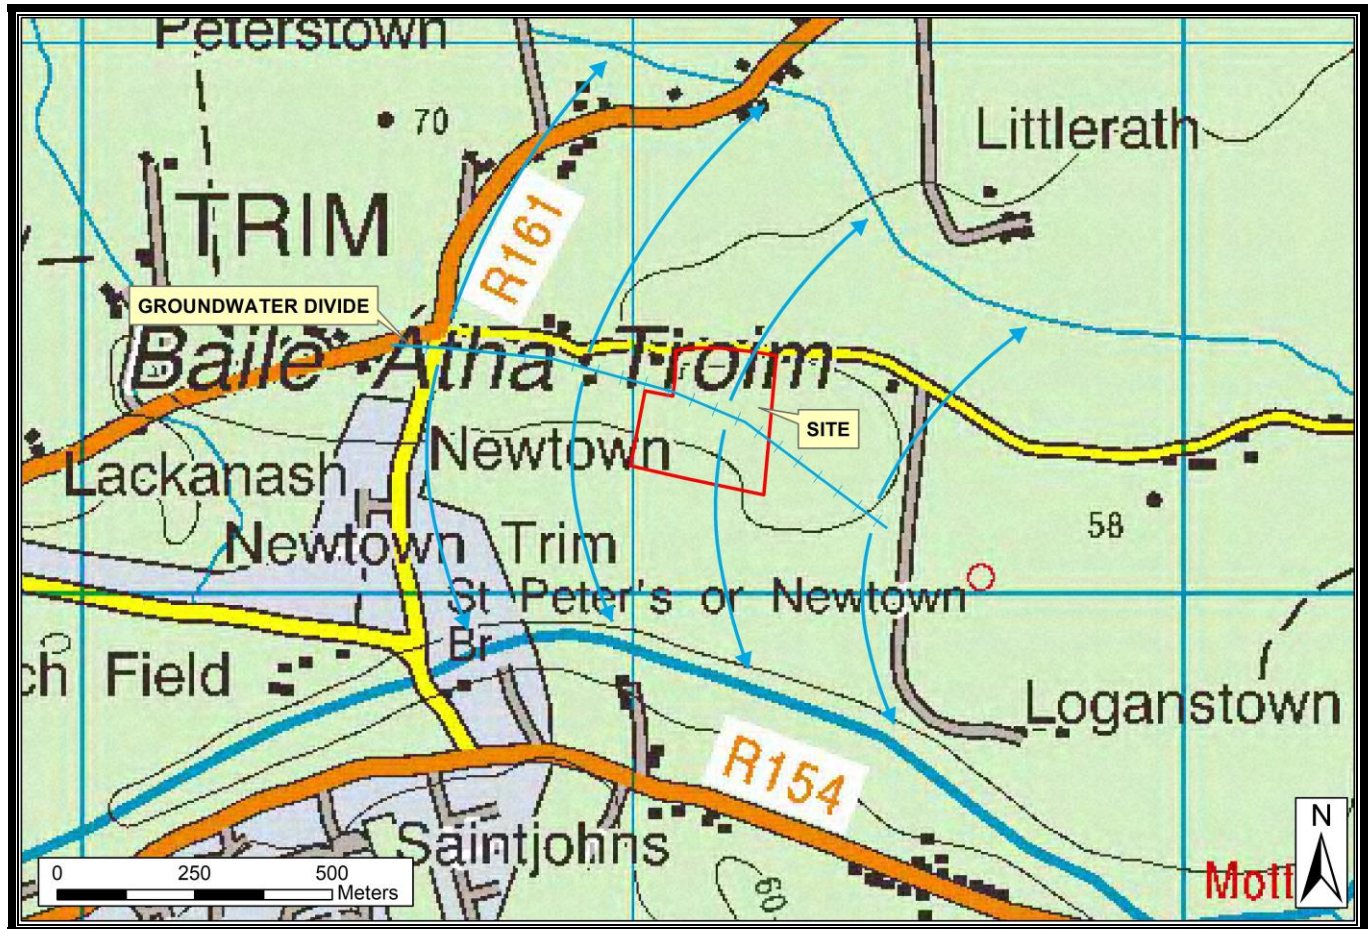 Peterstown
70
Littlerath
TRIM
R161
GROUNDWATER DIVIDE
Baile Atha Troim
SITE
Newtown
Lackanash
58
Newtown Trim
St Peter's or Newtown
Br
ch Field
Loganstown
R154
N
Saintjohns
0 250 500
Meters
60
Mott